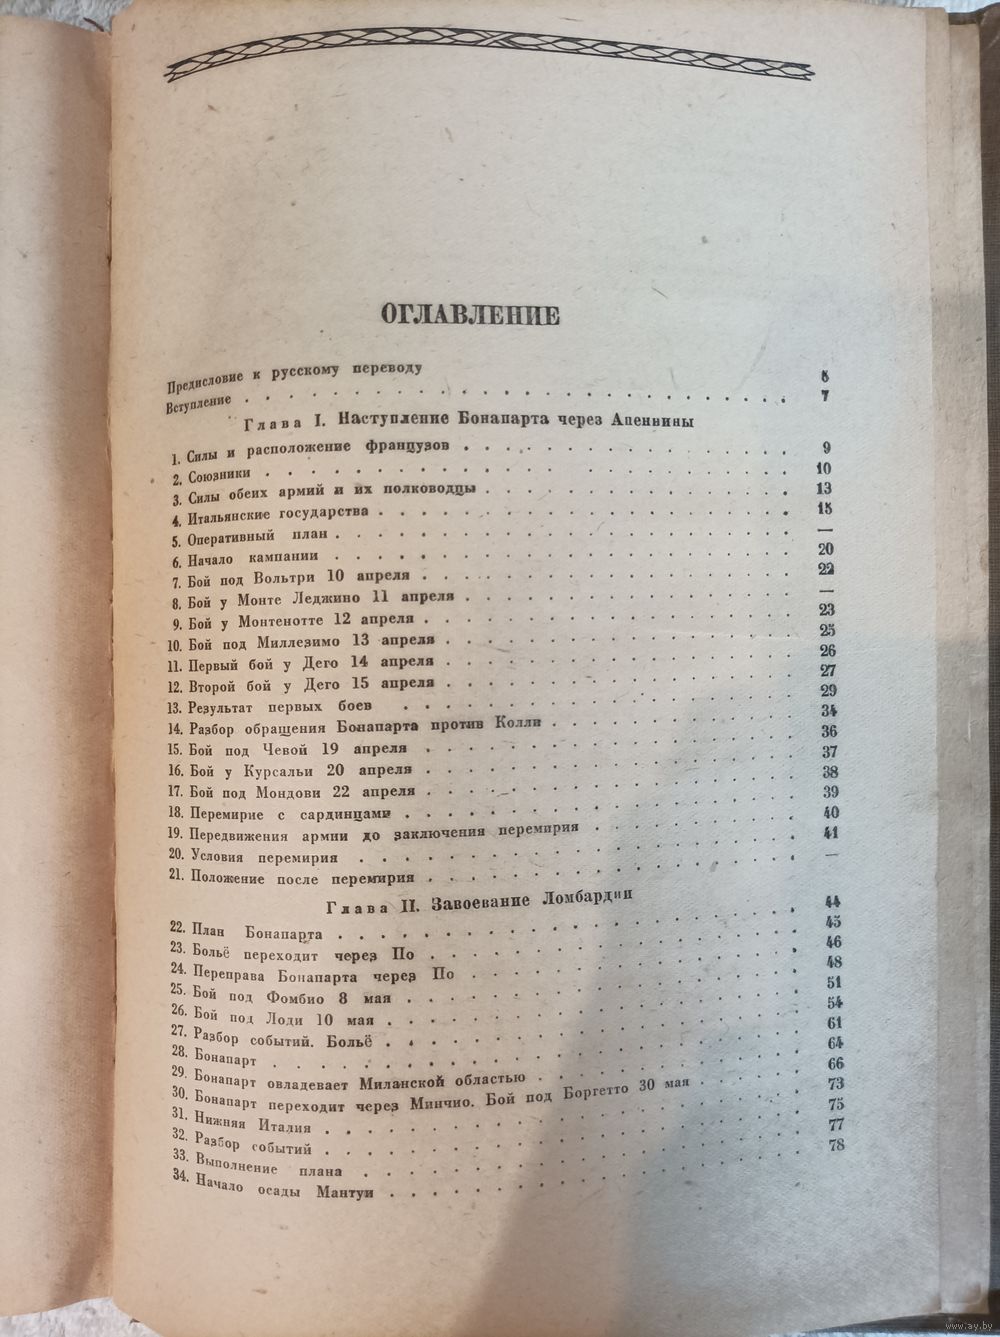 ОГЛАВЛЕНИЕ
Предисловие к русскому переводу 5
Вступление 7
Глава I. Наступление Бонапарта через Апеннины
1. Силы и расположение французов 9
2. Союзники 10
3. Силы обеих армий и их полководцы 13
4. Итальянские государства 15
5. Оперативный план —
6. Начало кампании 20
7. Бой под Вольтри 10 апреля 22
8. Бой у Монте Леджино 11 апреля —
9. Бой у Монтенотте 12 апреля 23
10. Бой под Миллезимо 13 апреля 25
11. Первый бой у Дего 14 апреля 26
12. Второй бой у Дего 15 апреля 27
13. Результат первых боев 29
14. Разбор обращения Бонапарта против Колли 34
15. Бой под Чевой 19 апреля 36
16. Бой у Курсальи 20 апреля 37
17. Бой под Мондови 22 апреля 38
18. Перемирие с сардинцами 39
19. Передвижения армии до заключения перемирия 40
20. Условия перемирия 41
21. Положение после перемирия —
Глава II. Завоевание Ломбардии
22. План Бонапарта 44
23. Больё переходит через По 45
24. Переправа Бонапарта через По 46
25. Бой под Фомбио 8 мая 48
26. Бой под Лоди 10 мая 51
27. Разбор событий. Больё 54
28. Бонапарт 61
29. Бонапарт овладевает Миланской областью 64
30. Бонапарт переходит через Минчио. Бой под Боргетто 30 мая 66
31. Нижняя Италия 73
32. Разбор событий 75
33. Выполнение плана 77
34. Начало осады Мантуи 78
www.ay.by